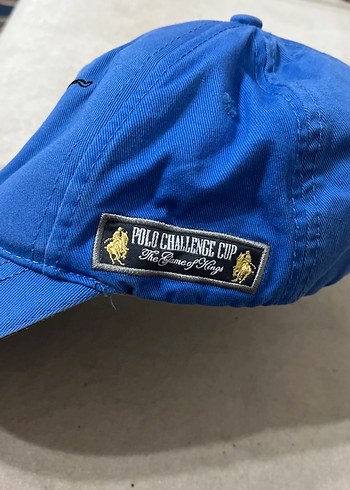 POLO CHALLENGE CUP
The Game of Kings